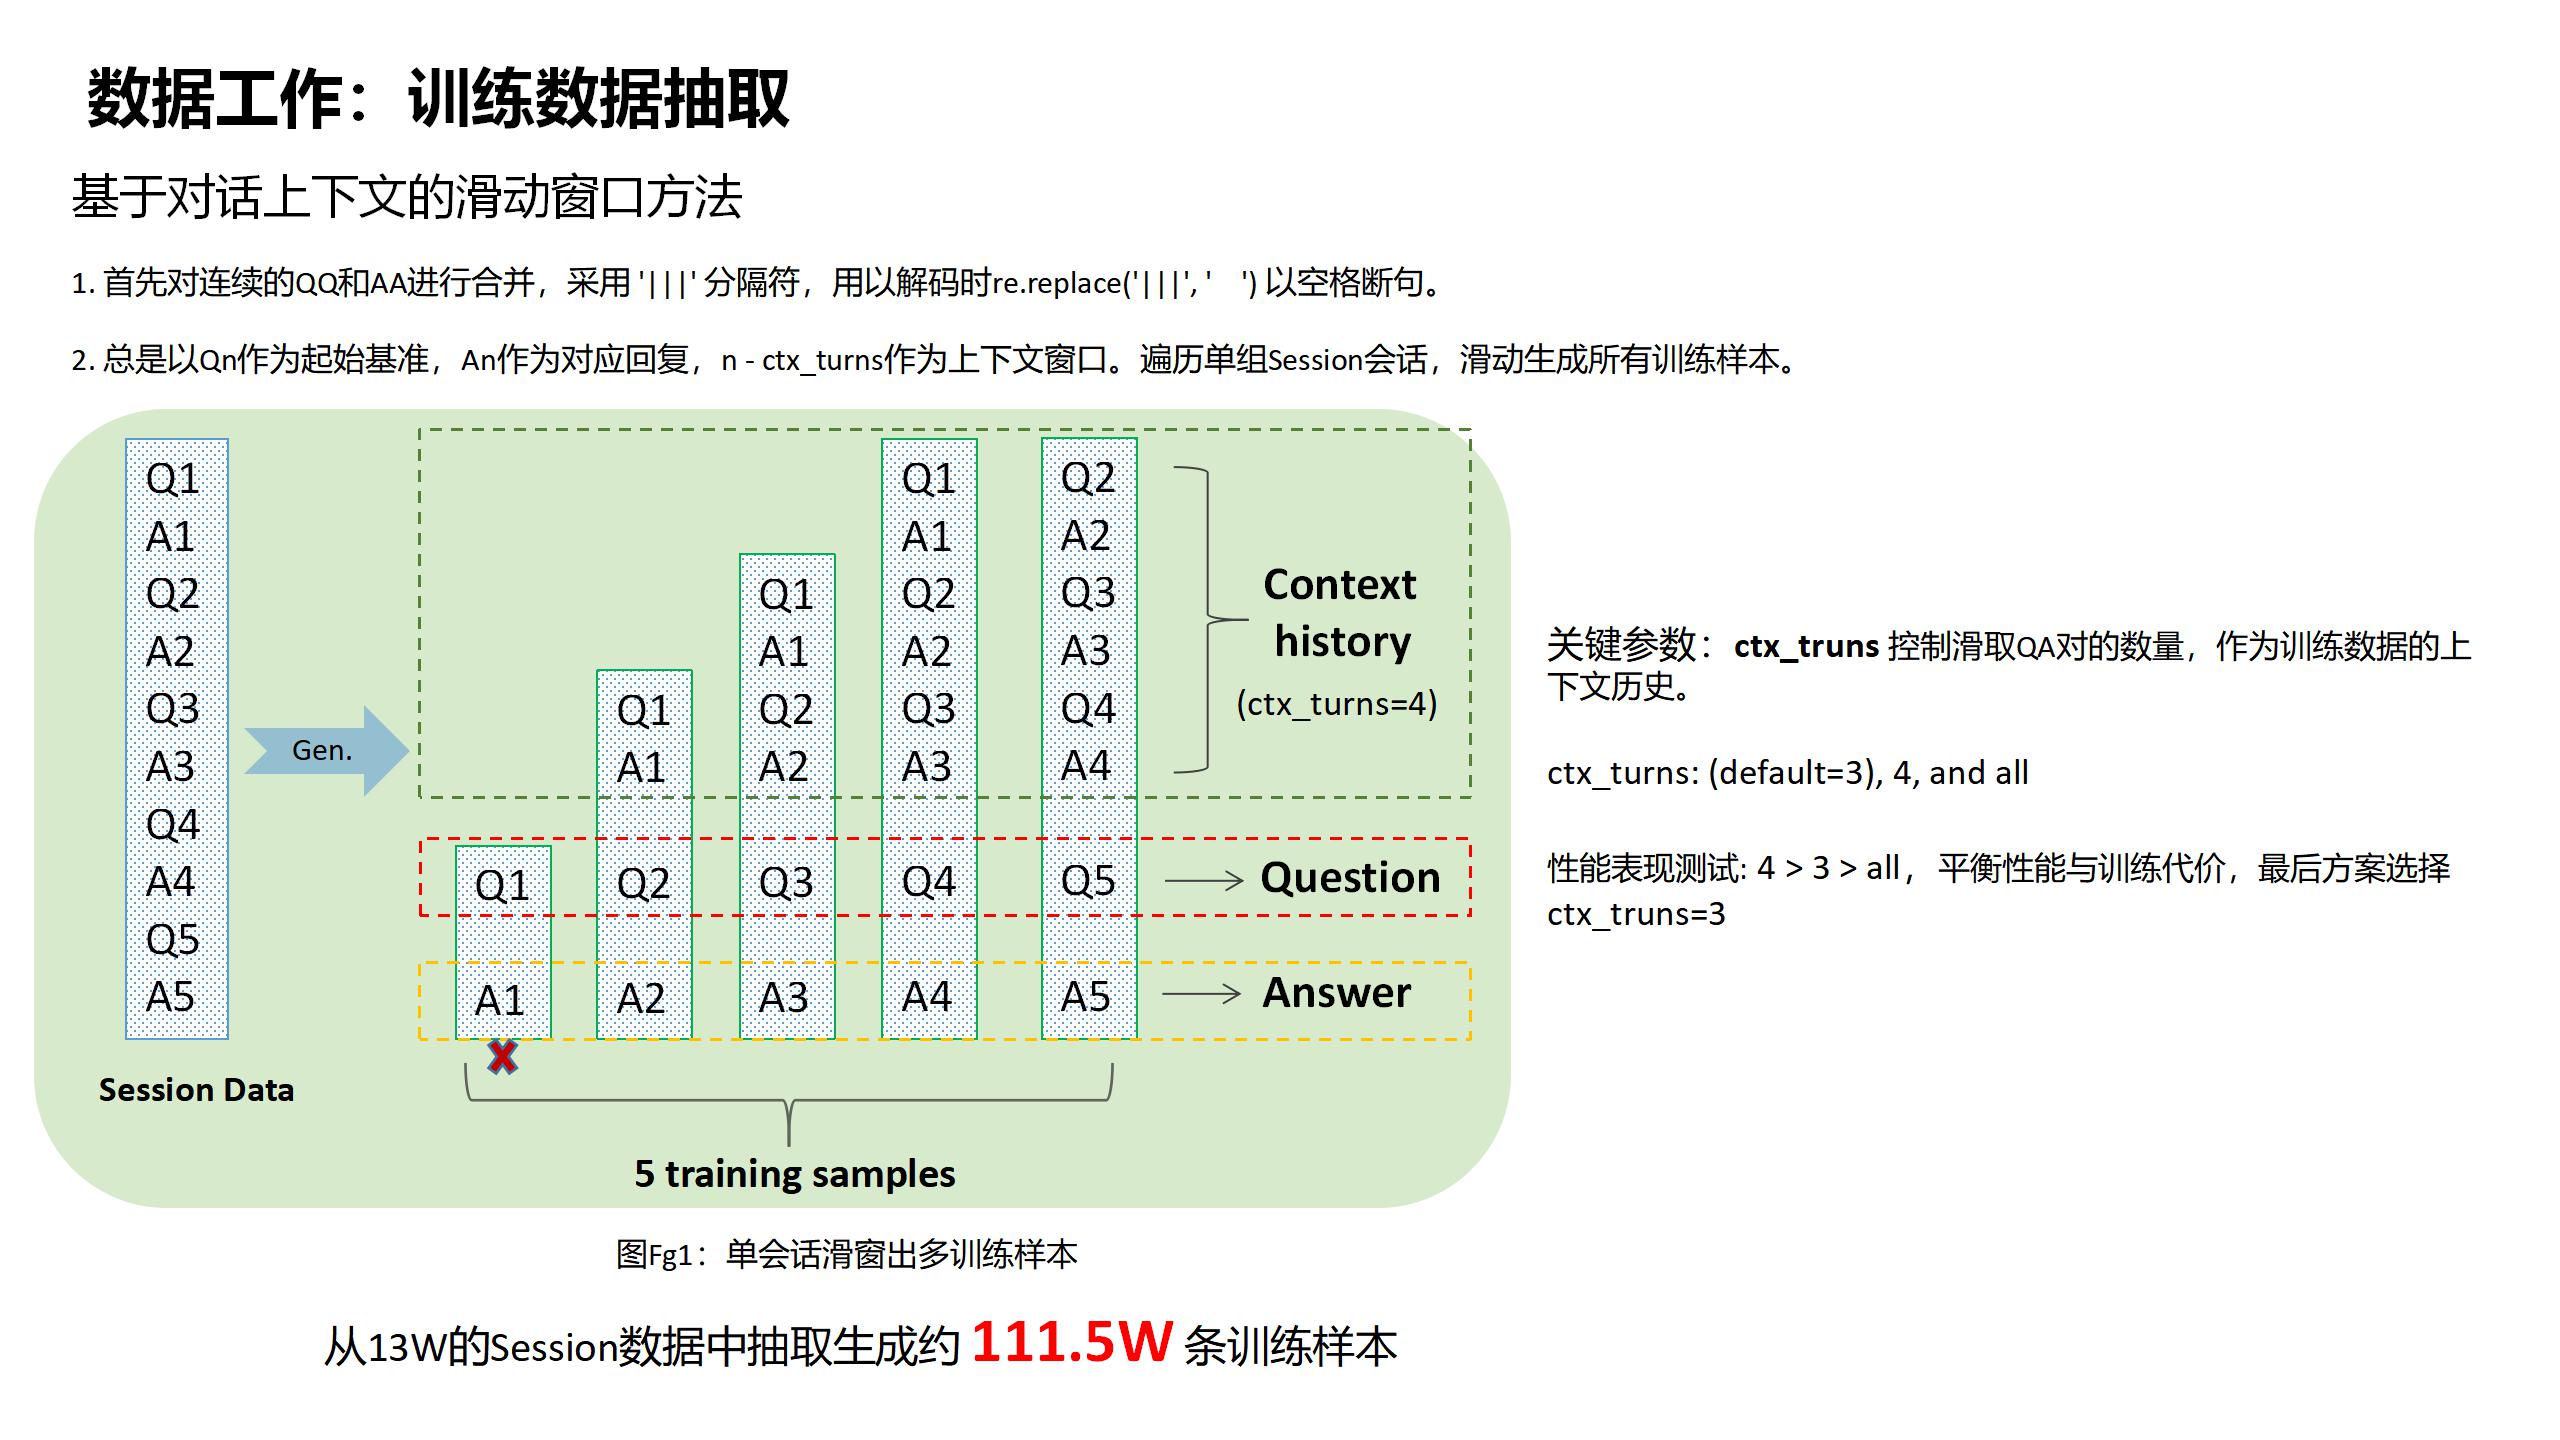 数据工作：训练数据抽取
基于对话上下文的滑动窗口方法
1. 首先对连续的QQ和AA进行合并，采用 '|||' 分隔符，用以解码时re.replace('|||', '   ') 以空格断句。
2. 总是以Qn作为起始基准，An作为对应回复，n - ctx_turns作为上下文窗口。遍历单组Session会话，滑动生成所有训练样本。
Q1
A1
Q2
A2
Q3
A3
Q4
A4
Q5
A5
Session Data
Gen.
Q1
A1
Q1
A1
Q2
A2
Q1
A1
Q2
A2
Q3
A3
Q1
A1
Q2
A2
Q3
A3
Q4
A4
Q2
A2
Q3
A3
Q4
A4
Q5
A5
Context
history
(ctx_turns=4)
Question
Answer
5 training samples
图Fg1：单会话滑窗出多训练样本
从13W的Session数据中抽取生成约 111.5W 条训练样本
关键参数：ctx_truns 控制滑取QA对的数量，作为训练数据的上
下文历史。
ctx_turns: (default=3), 4, and all
性能表现测试: 4 > 3 > all，平衡性能与训练代价，最后方案选择
ctx_truns=3